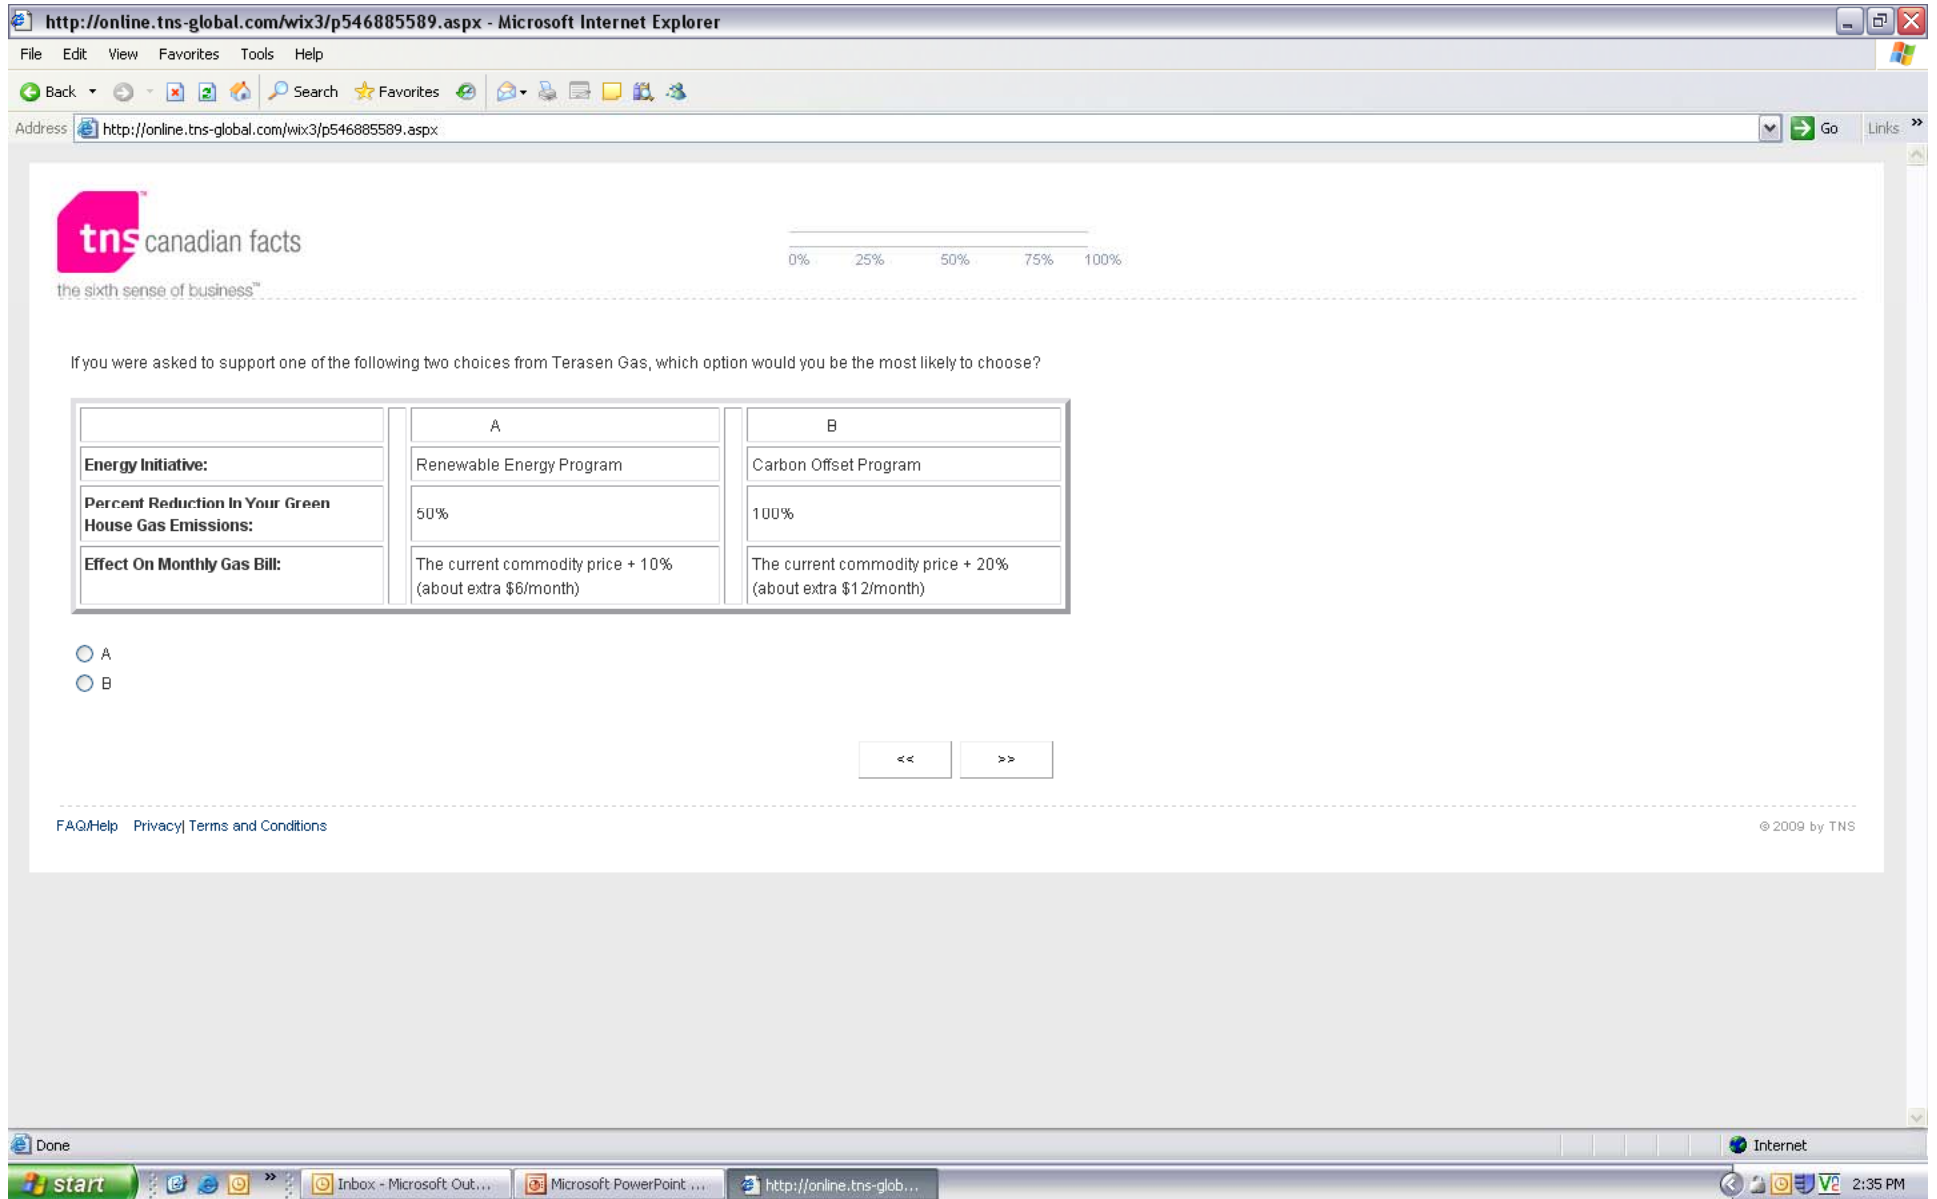 http://online.tns-global.com/wix3/p546885589.aspx - Microsoft Internet Explorer
File Edit View Favorites Tools Help
Back Search Favorites
Address http://online.tns-global.com/wix3/p546885589.aspx Go Links »
tns canadian facts
the sixth sense of business™
0% 25% 50% 75% 100%
If you were asked to support one of the following two choices from Terasen Gas, which option would you be the most likely to choose?
A B
Energy Initiative: Renewable Energy Program Carbon Offset Program
Percent Reduction In Your Green
House Gas Emissions: 50% 100%
Effect On Monthly Gas Bill: The current commodity price + 10% The current commodity price + 20%
(about extra $6/month) (about extra $12/month)
A
B
<< >>
FAQ/Help Privacy| Terms and Conditions © 2009 by TNS
Done Internet
start » Inbox - Microsoft Out... Microsoft PowerPoint ... http://online.tns-glob... 2:35 PM